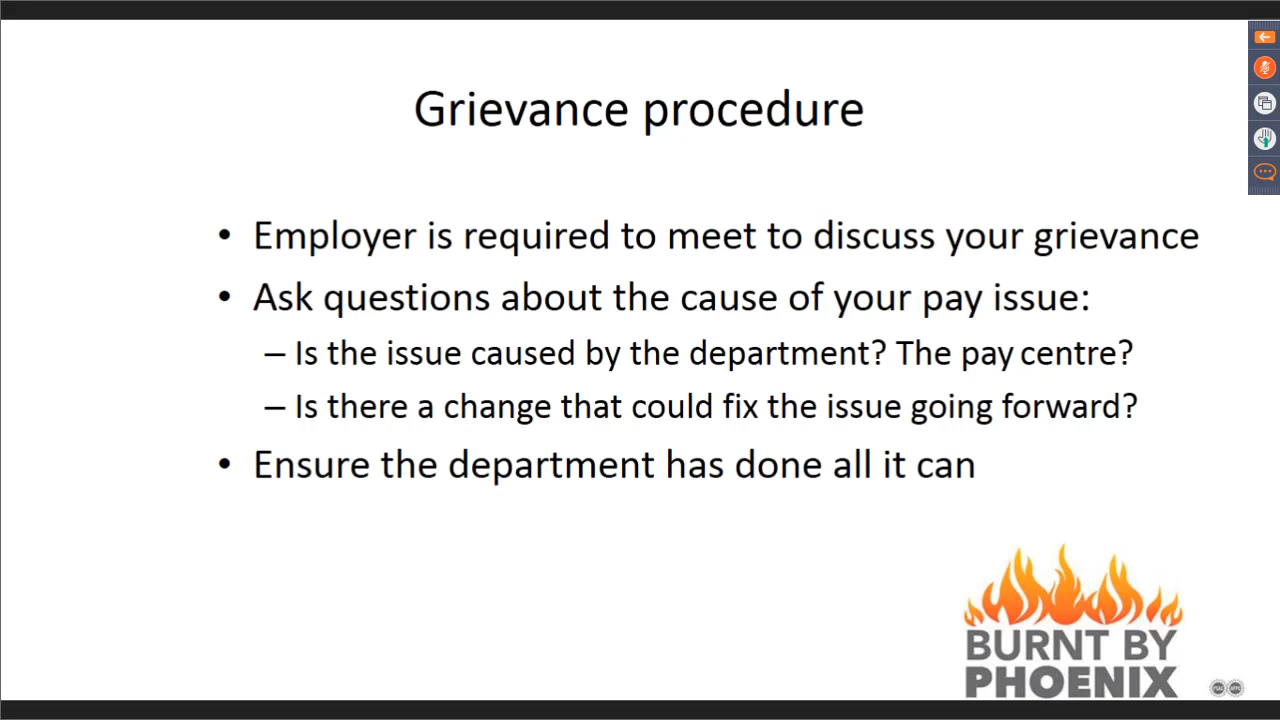 Grievance procedure
• Employer is required to meet to discuss your grievance
• Ask questions about the cause of your pay issue:
– Is the issue caused by the department? The pay centre?
– Is there a change that could fix the issue going forward?
• Ensure the department has done all it can
BURNT BY
PHOENIX